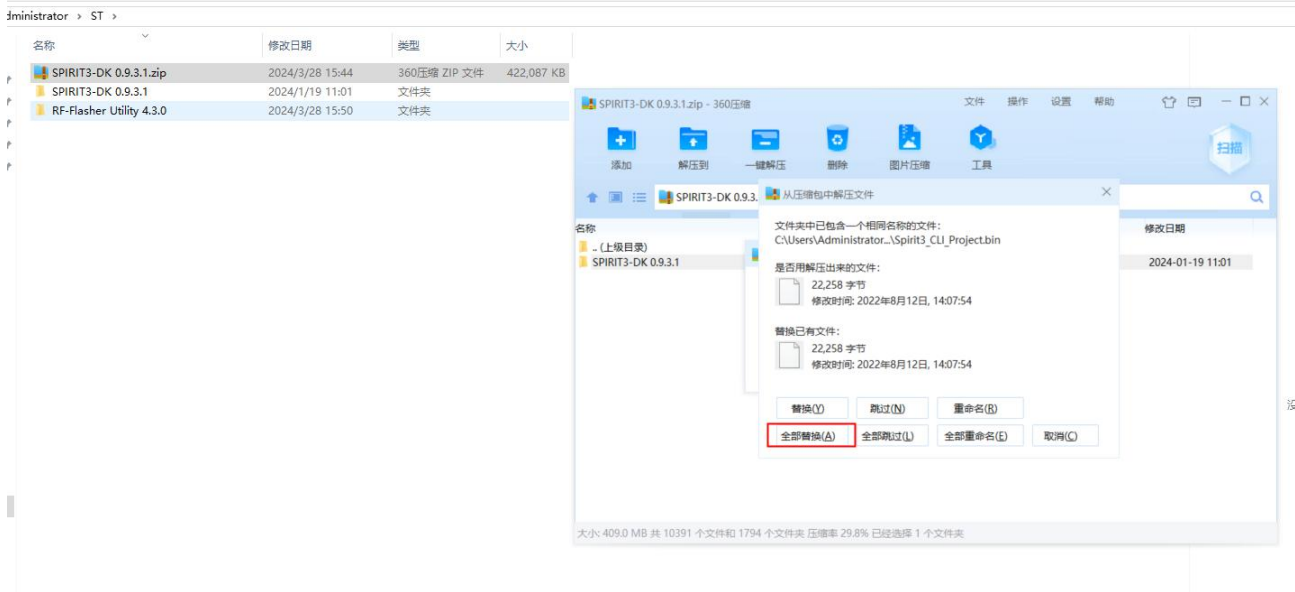 dministrator › ST ›
名称 修改日期 类型 大小
SPIRIT3-DK 0.9.3.1.zip 2024/3/28 15:44 360压缩 ZIP 文件 422,087 KB
SPIRIT3-DK 0.9.3.1 2024/1/19 11:01 文件夹
RF-Flasher Utility 4.3.0 2024/3/28 15:50 文件夹
SPIRIT3-DK 0.9.3.1.zip - 360压缩 文件 操作 设置 帮助
添加 解压到 一键解压 删除 图片压缩 工具 扫描
SPIRIT3-DK 0.9.3.
名称 修改日期
.. (上级目录)
SPIRIT3-DK 0.9.3.1 2024-01-19 11:01
从压缩包中解压文件
文件夹中已包含一个相同名称的文件:
C:\Users\Administrator...\Spirit3_CLI_Project.bin
是否用解压出来的文件:
22,258 字节
修改时间: 2022年8月12日, 14:07:54
替换已有文件:
22,258 字节
修改时间: 2022年8月12日, 14:07:54
替换(Y) 跳过(N) 重命名(R)
全部替换(A) 全部跳过(L) 全部重命名(E) 取消(C)
大小: 409.0 MB 共 10391 个文件和 1794 个文件夹 压缩率 29.8% 已经选择 1 个文件夹